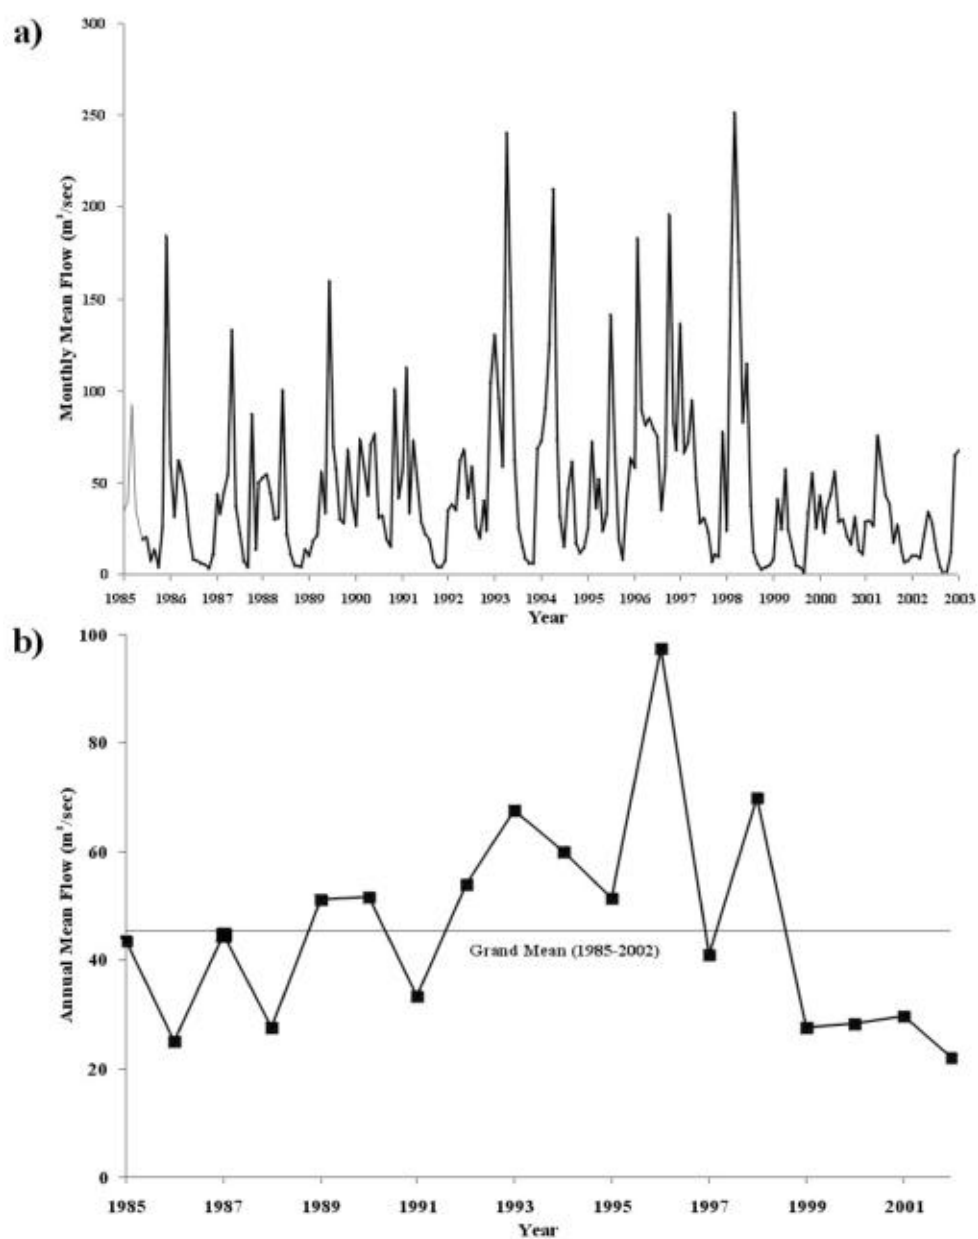 a)
Monthly Mean Flow (m³/sec)
300
250
200
150
100
50
0
1985 1986 1987 1988 1989 1990 1991 1992 1993 1994 1995 1996 1997 1998 1999 2000 2001 2002 2003
Year
b)
Annual Mean Flow (m³/sec)
100
80
60
40
20
0
Grand Mean (1985-2002)
1985 1987 1989 1991 1993 1995 1997 1999 2001
Year